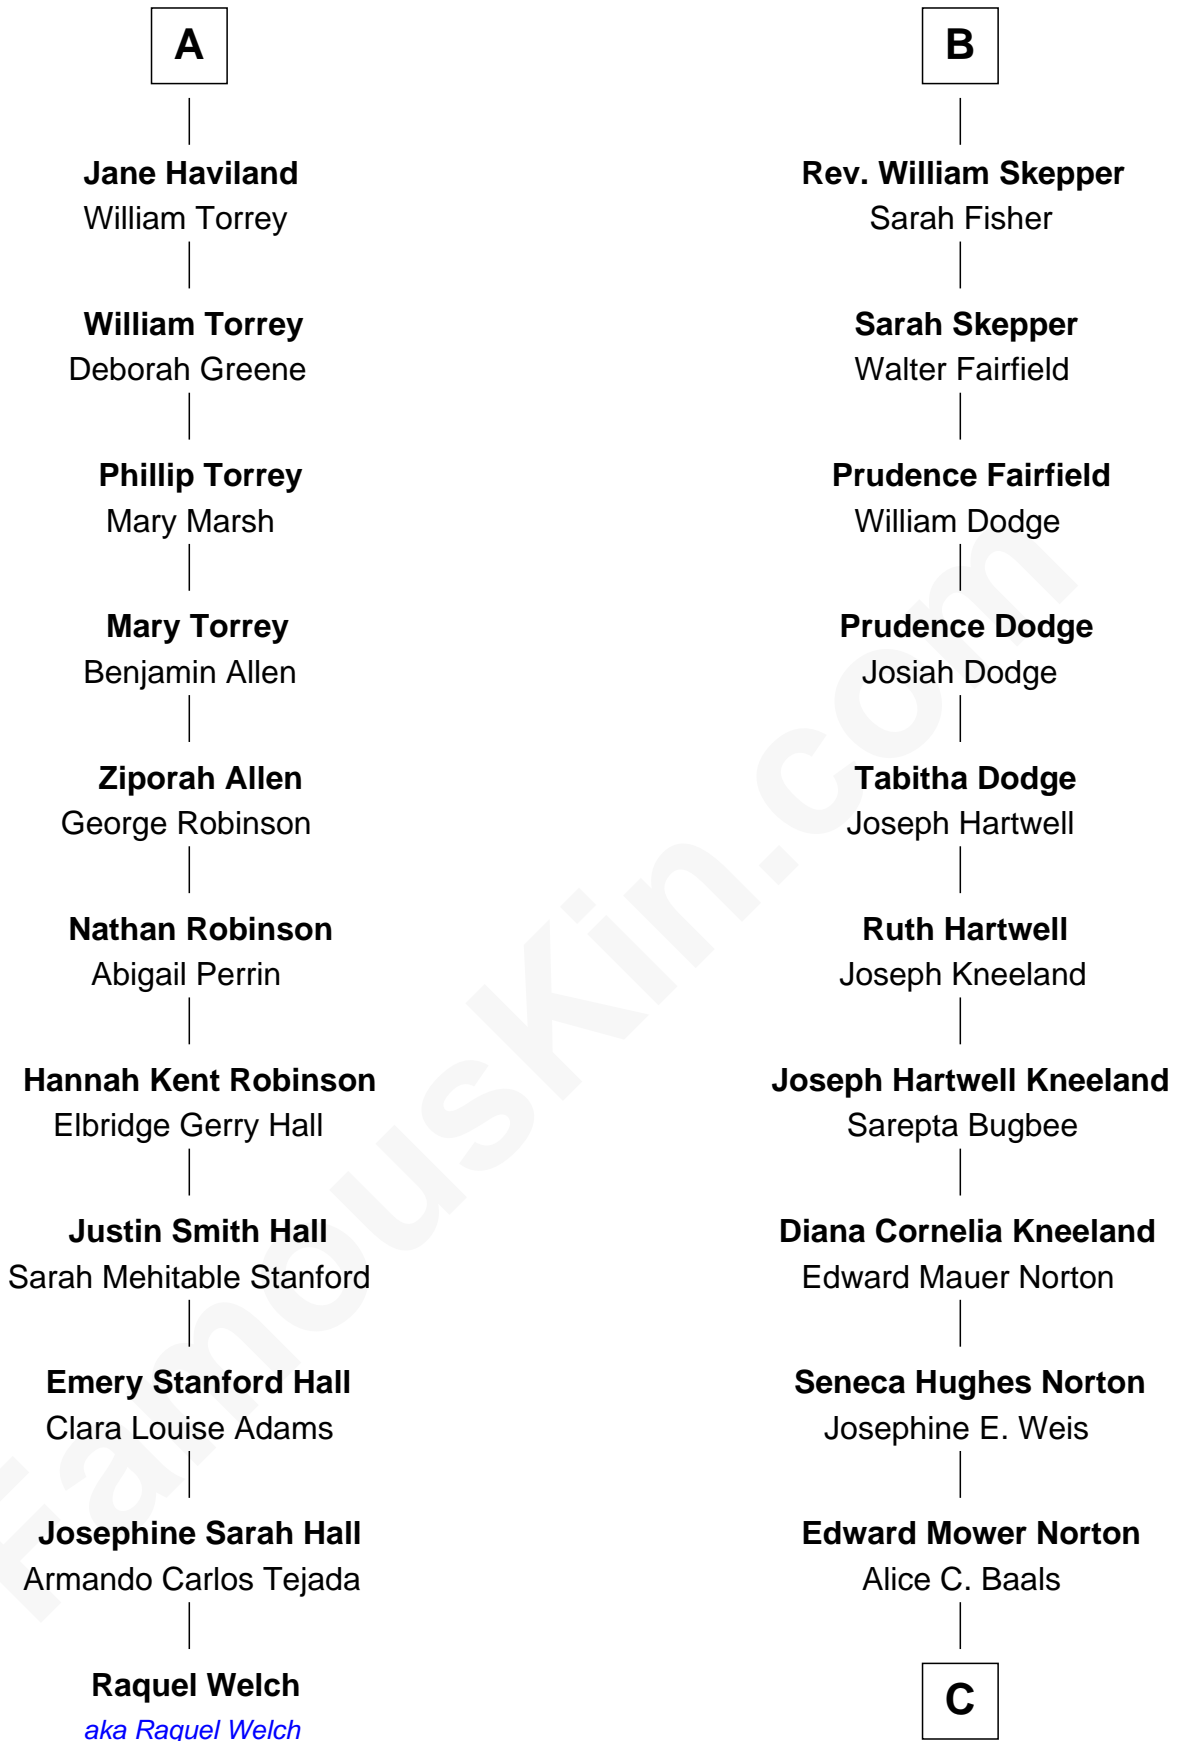 A
Jane Haviland
William Torrey
William Torrey
Deborah Greene
Phillip Torrey
Mary Marsh
Mary Torrey
Benjamin Allen
Ziporah Allen
George Robinson
Nathan Robinson
Abigail Perrin
Hannah Kent Robinson
Elbridge Gerry Hall
Justin Smith Hall
Sarah Mehitable Stanford
Emery Stanford Hall
Clara Louise Adams
Josephine Sarah Hall
Armando Carlos Tejada
Raquel Welch
aka Raquel Welch
B
Rev. William Skepper
Sarah Fisher
Sarah Skepper
Walter Fairfield
Prudence Fairfield
William Dodge
Prudence Dodge
Josiah Dodge
Tabitha Dodge
Joseph Hartwell
Ruth Hartwell
Joseph Kneeland
Joseph Hartwell Kneeland
Sarepta Bugbee
Diana Cornelia Kneeland
Edward Mauer Norton
Seneca Hughes Norton
Josephine E. Weis
Edward Mower Norton
Alice C. Baals
C
FamousKin.com